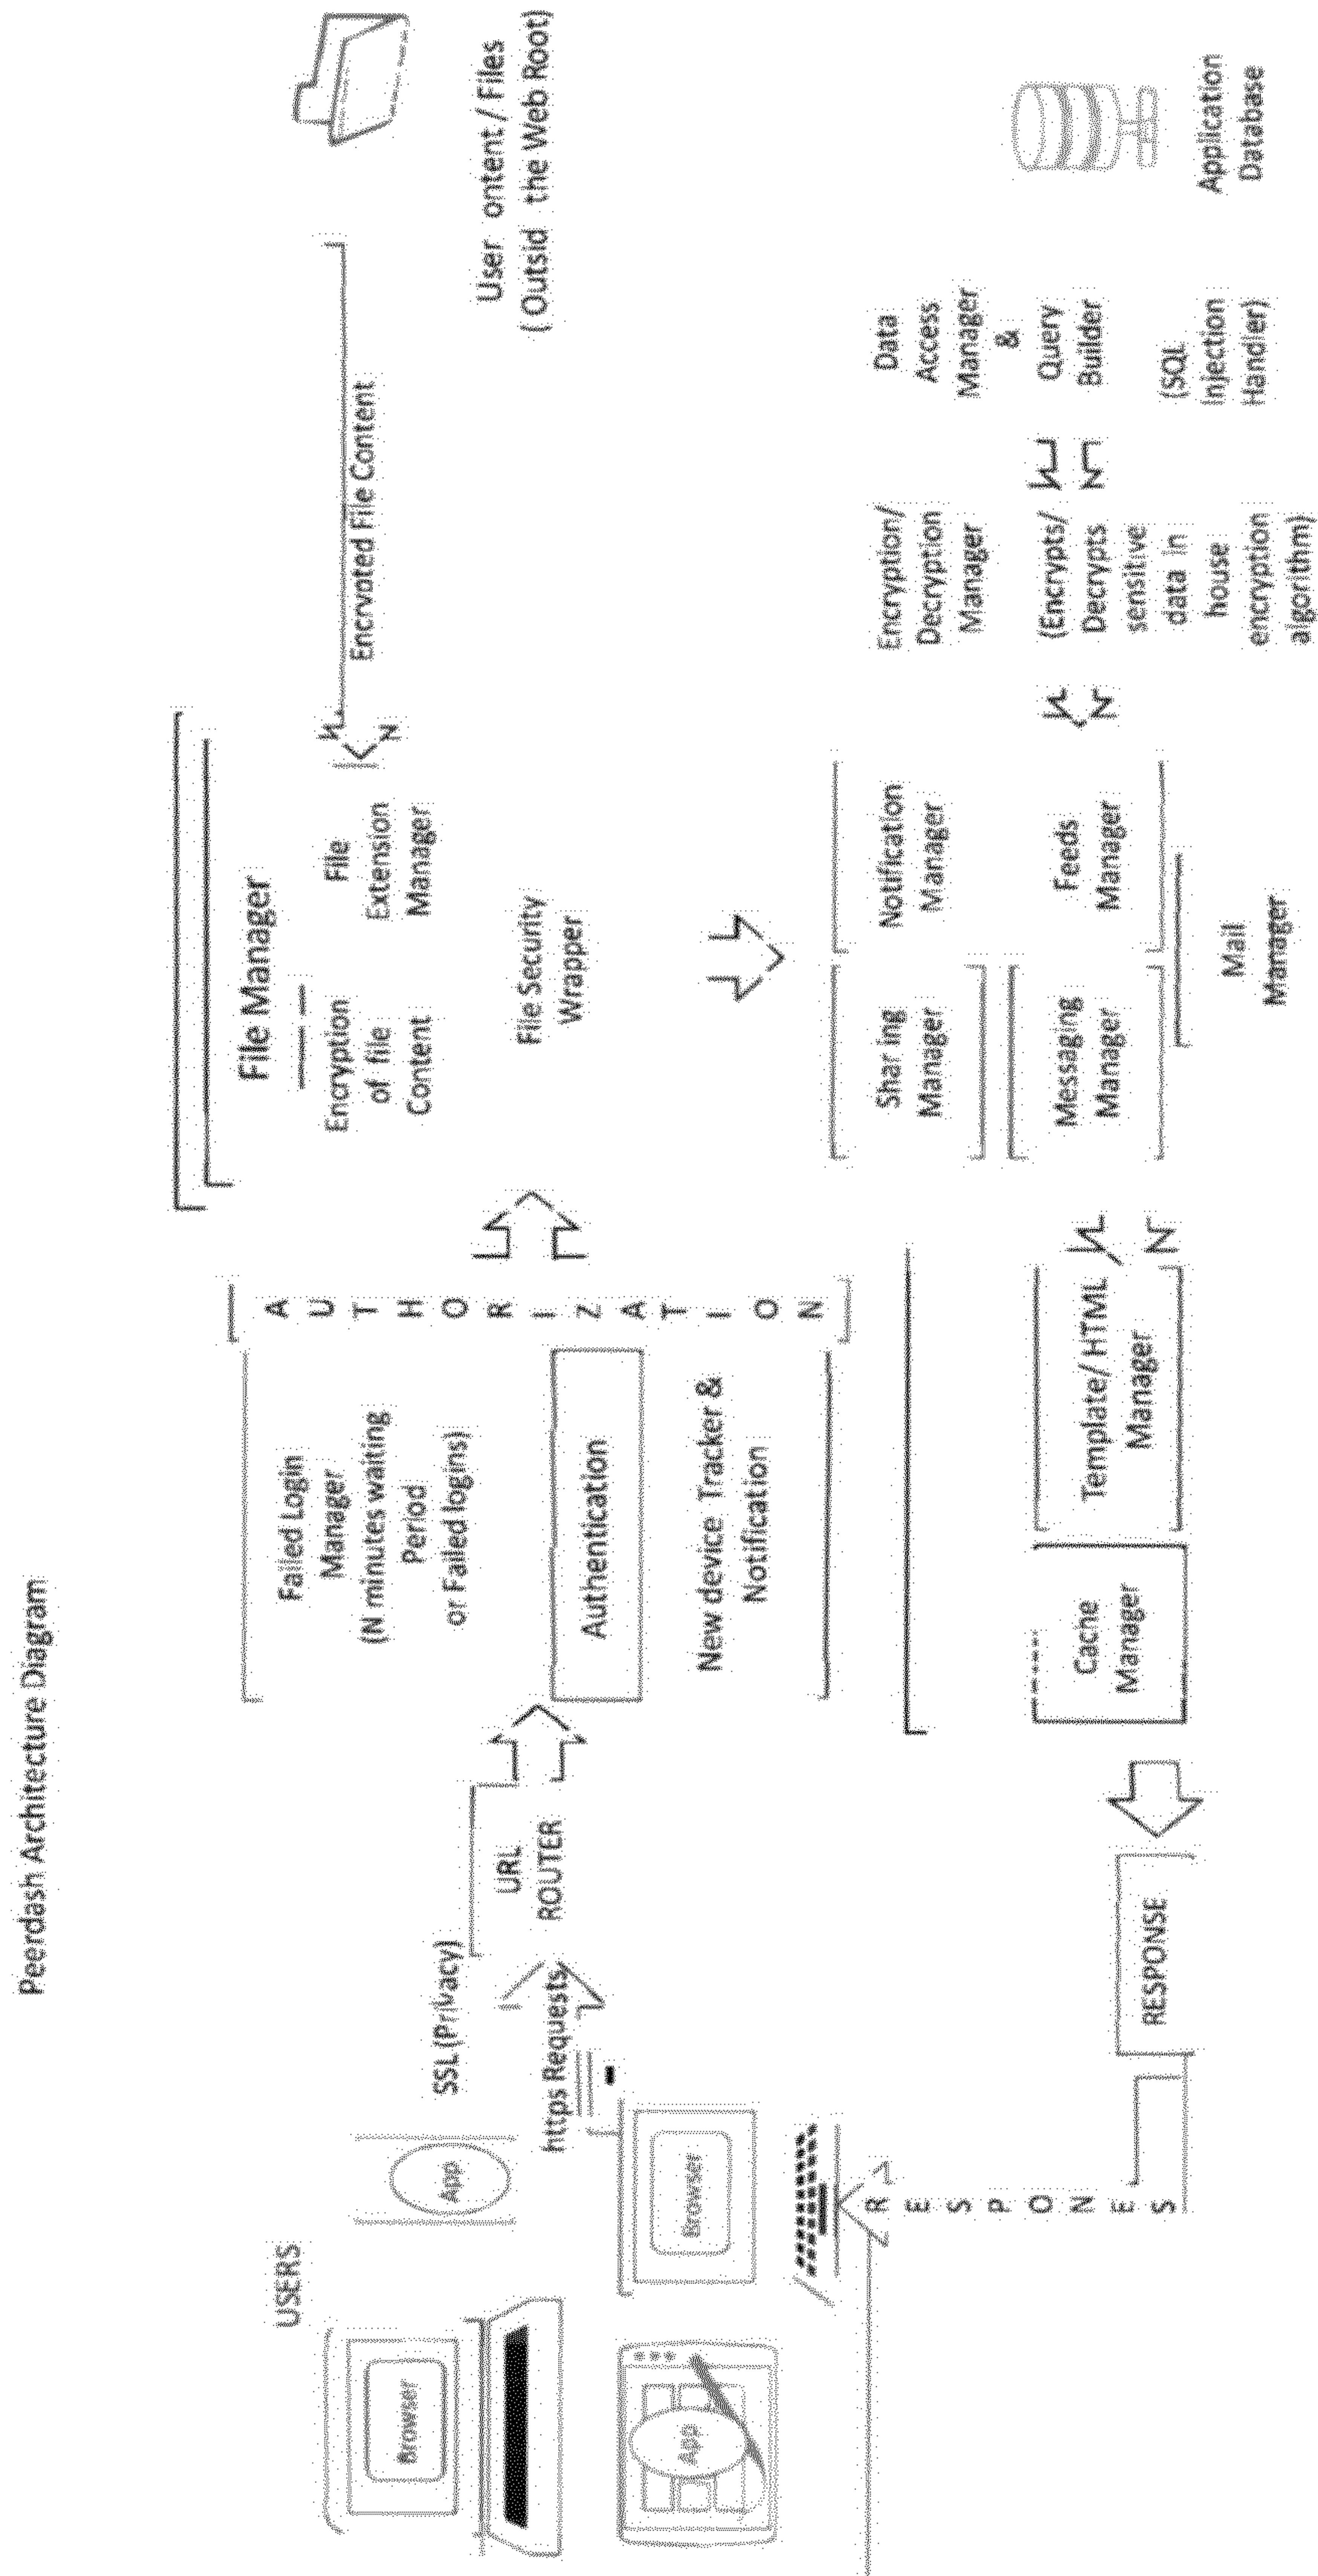 Peerdash Architecture Diagram
USERS
Browser
App
App
Browser
SSL (Privacy)
https Requests
URL
ROUTER
Failed Login
Manager
(N minutes waiting
Period
or Failed logins)
Authentication
New device Tracker &
Notification
A
U
T
H
O
R
I
Z
A
T
I
O
N
File Manager
Encryption
of file
Content
File
Extension
Manager
File Security
Wrapper
Encrvoted File Content
User ontent / Files
( Outsid the Web Root)
Shar ing
Manager
Notification
Manager
Messaging
Manager
Feeds
Manager
Mail
Manager
Encryption/
Decryption
Manager
(Encrypts/
Decrypts
sensitive
data in
house
encryption
algorithm)
Data
Access
Manager
&
Query
Builder
(SQL
Injection
Handler)
Application
Database
Template/ HTML
Manager
Cache
Manager
RESPONSE
R
E
S
P
O
N
E
S